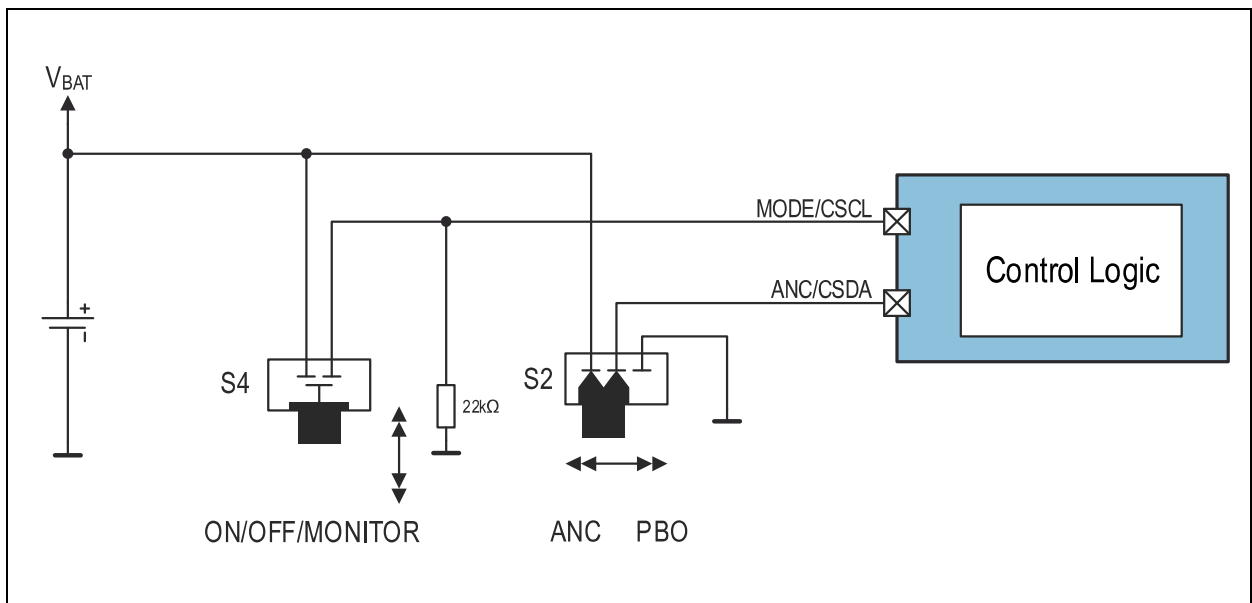 VBAT
MODE/CSCL
ANC/CSDA
Control Logic
+
S4
S2
22kΩ
ON/OFF/MONITOR
ANC PBO